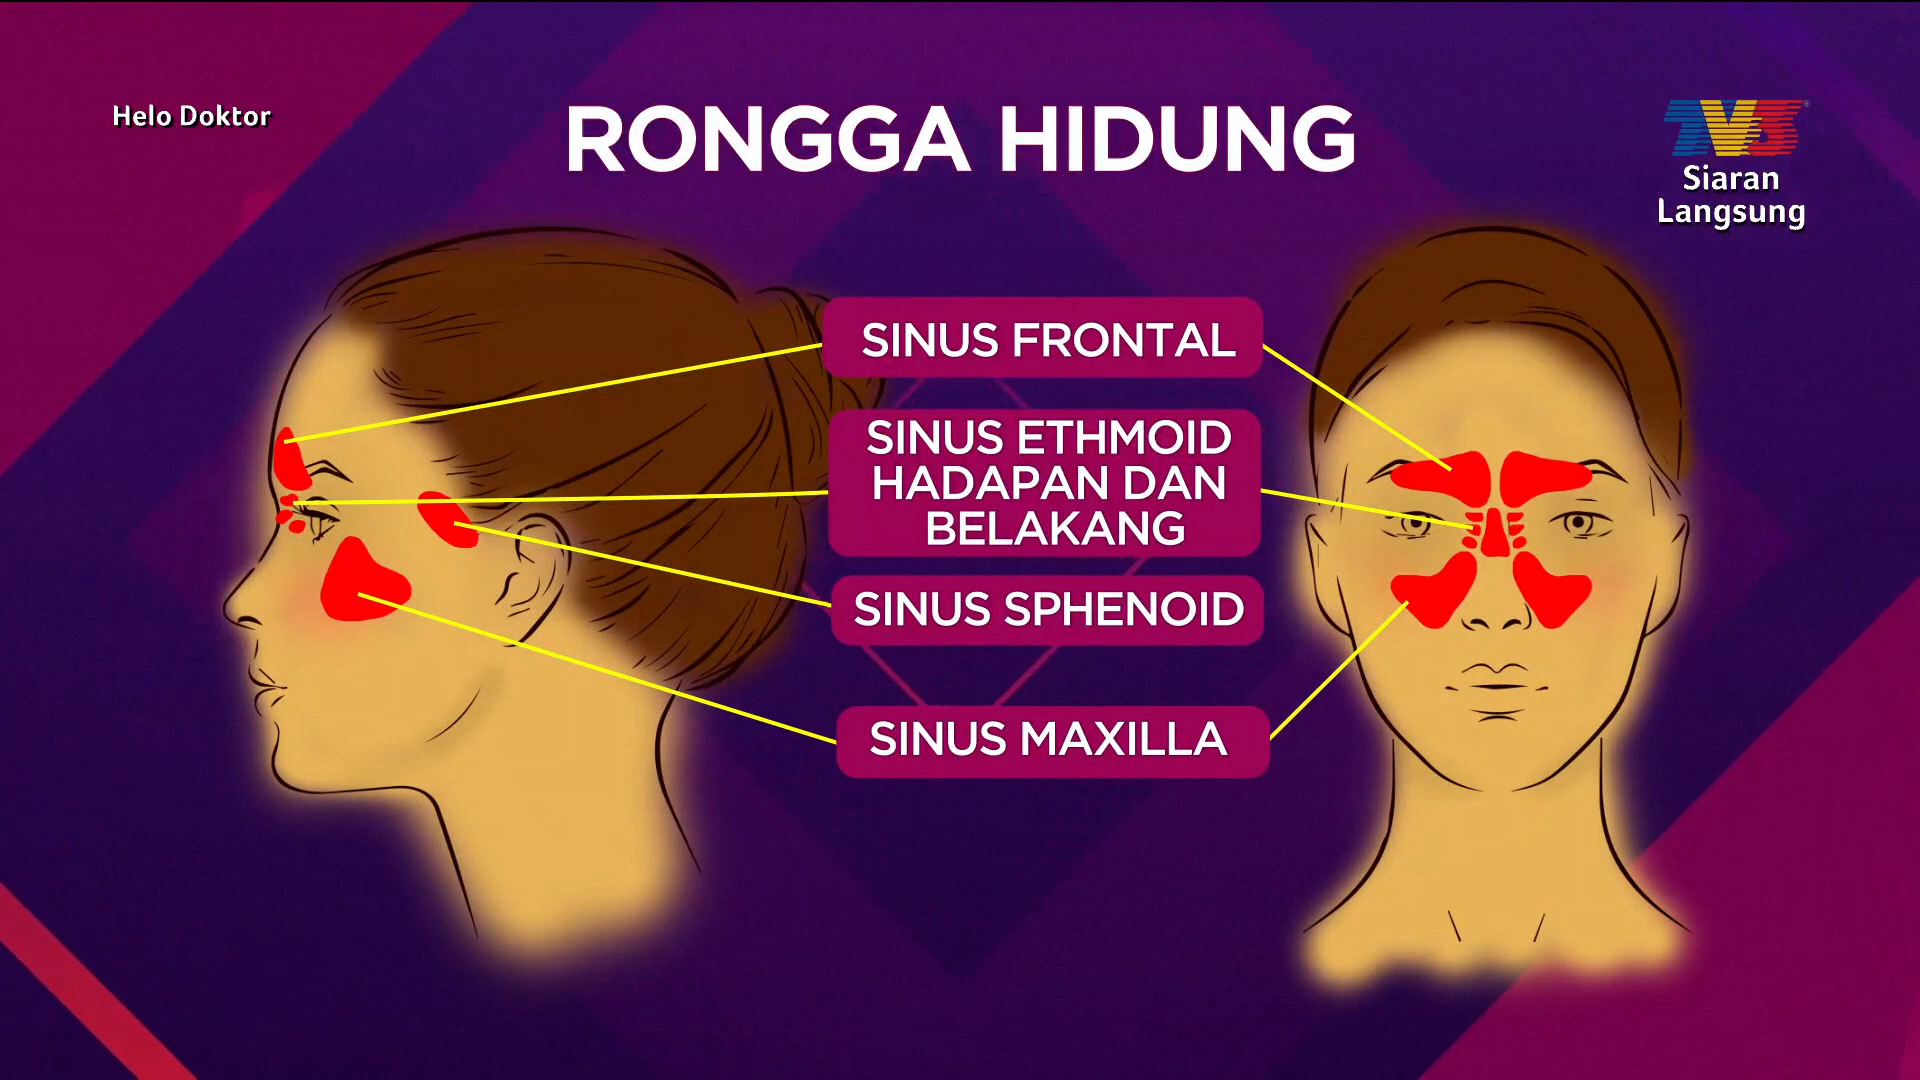 Helo Doktor
RONGGA HIDUNG
TV3
Siaran
Langsung
SINUS FRONTAL
SINUS ETHMOID
HADAPAN DAN
BELAKANG
SINUS SPHENOID
SINUS MAXILLA